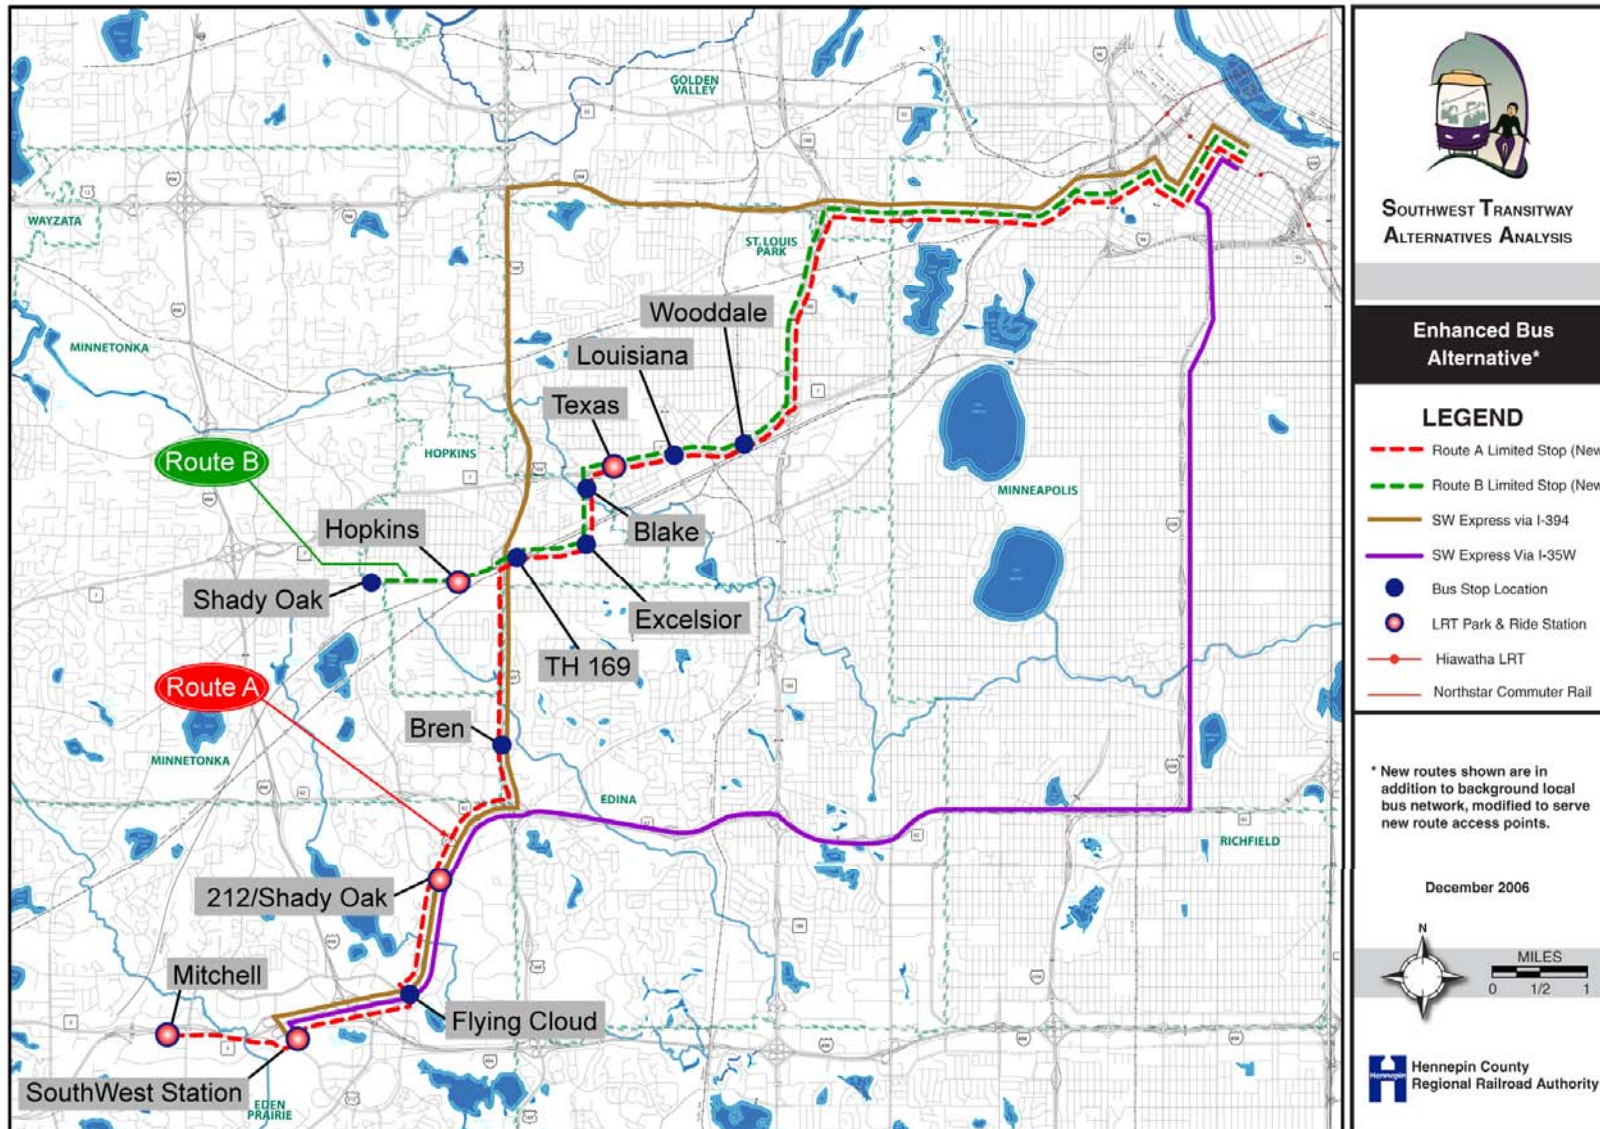 GOLDEN
VALLEY
WAYZATA
ST. LOUIS
PARK
Wooddale
MINNETONKA
Louisiana
Texas
Route B
HOPKINS
MINNEAPOLIS
Hopkins
Blake
Shady Oak
Excelsior
TH 169
Route A
Bren
MINNETONKA
EDINA
RICHFIELD
212/Shady Oak
Mitchell
Flying Cloud
SouthWest Station
EDEN
PRAIRIE
SOUTHWEST TRANSITWAY
ALTERNATIVES ANALYSIS
Enhanced Bus
Alternative*
LEGEND
Route A Limited Stop (New
Route B Limited Stop (New
SW Express via I-394
SW Express Via I-35W
Bus Stop Location
LRT Park & Ride Station
Hiawatha LRT
Northstar Commuter Rail
* New routes shown are in
addition to background local
bus network, modified to serve
new route access points.
December 2006
N
MILES
0 1/2 1
Hennepin
Hennepin County
Regional Railroad Authority